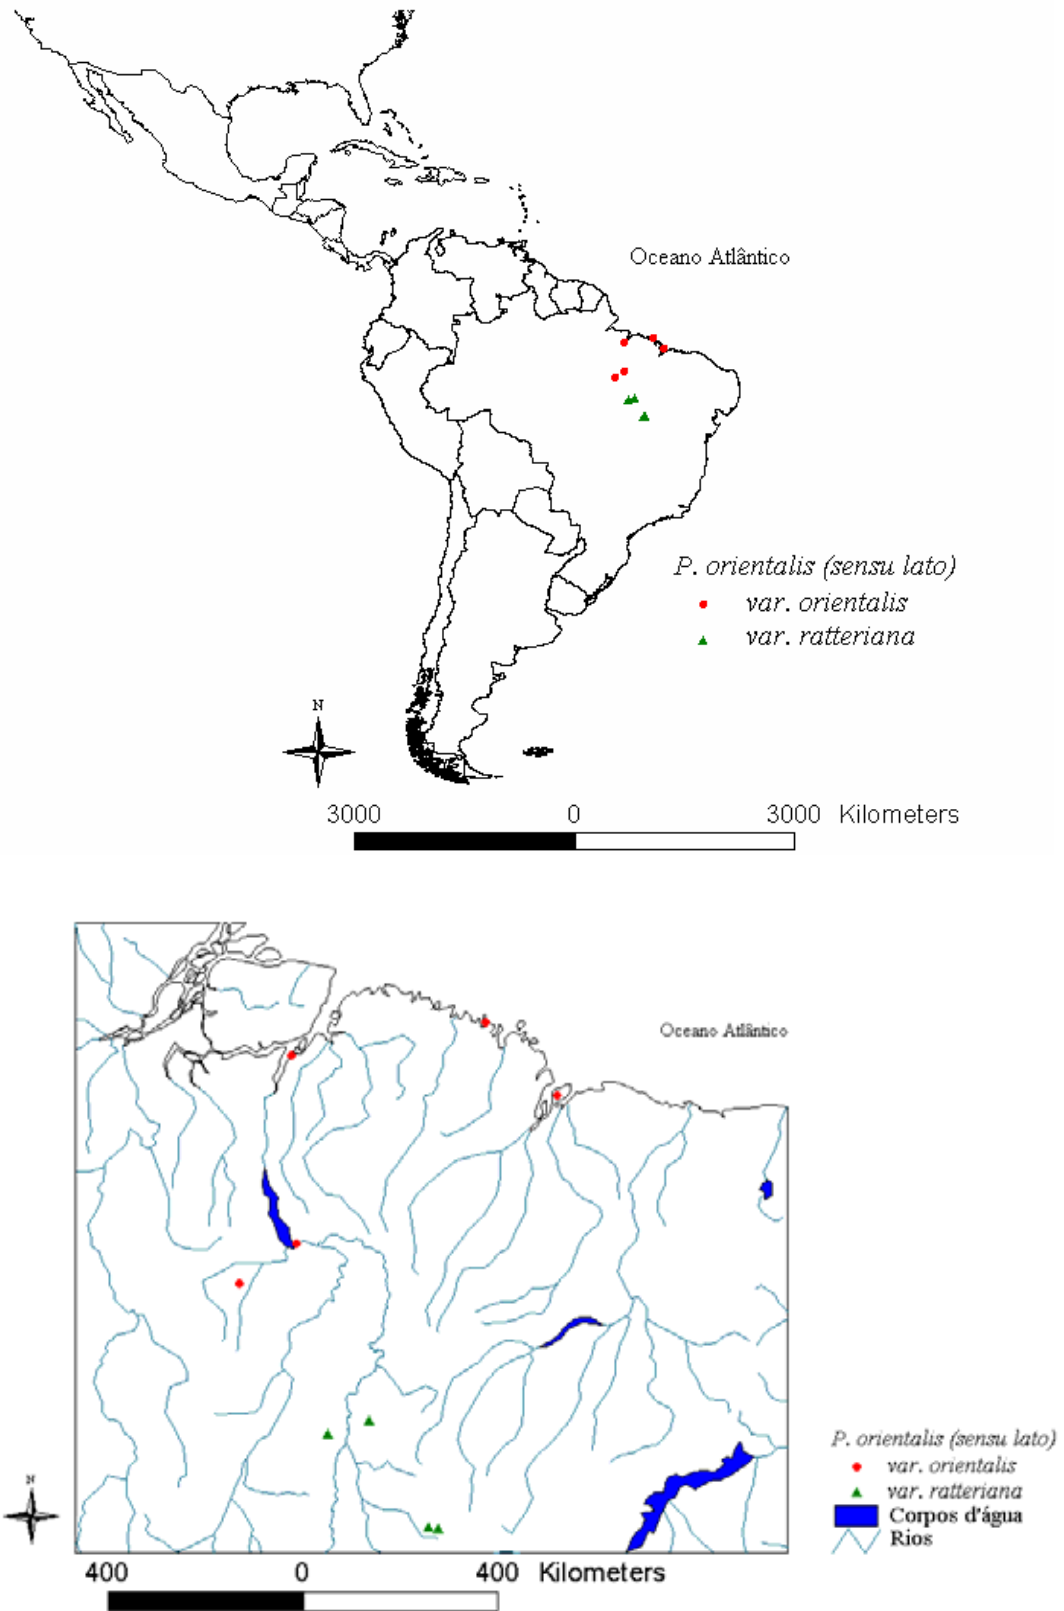 Oceano Atlântico
P. orientalis (sensu lato)
var. orientalis
var. ratteriana
N
3000 0 3000 Kilometers
Oceano Atlântico
P. orientalis (sensu lato)
var. orientalis
var. ratteriana
Corpos d'água
Rios
N
400 0 400 Kilometers